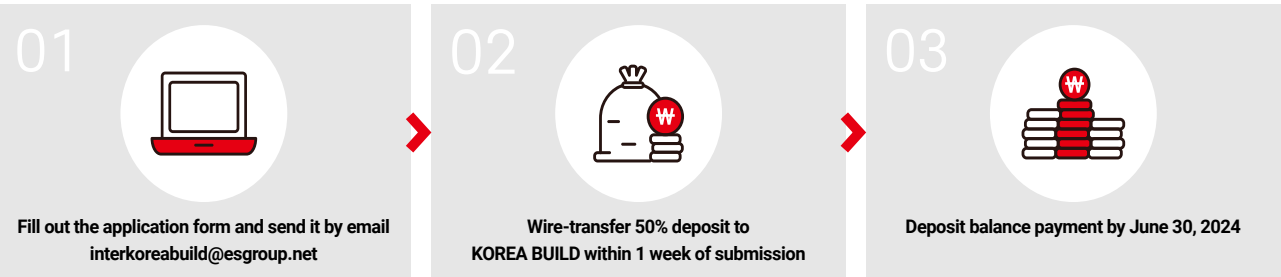 01
Fill out the application form and send it by email
interkoreabuild@esgroup.net
02
₩
Wire-transfer 50% deposit to
KOREA BUILD within 1 week of submission
03
₩
Deposit balance payment by June 30, 2024